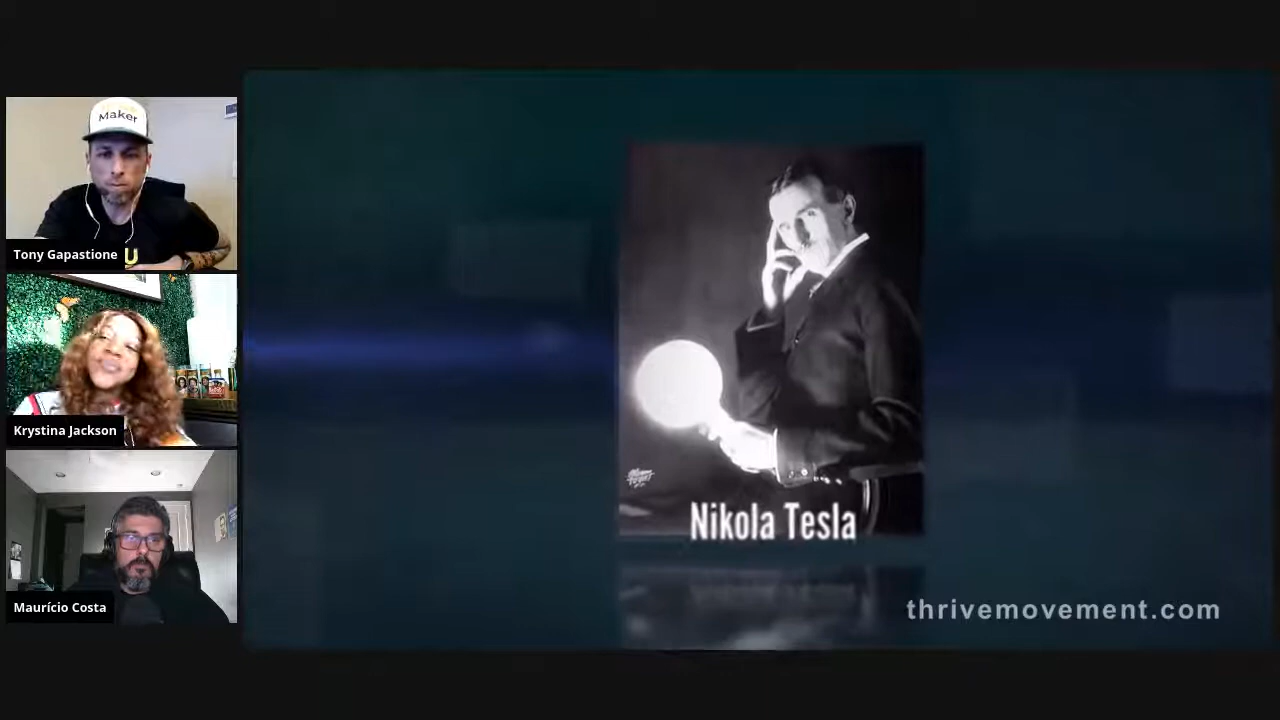 Maker
Tony Gapastione
Krystina Jackson
Maurício Costa
Nikola Tesla
thrivemovement.com